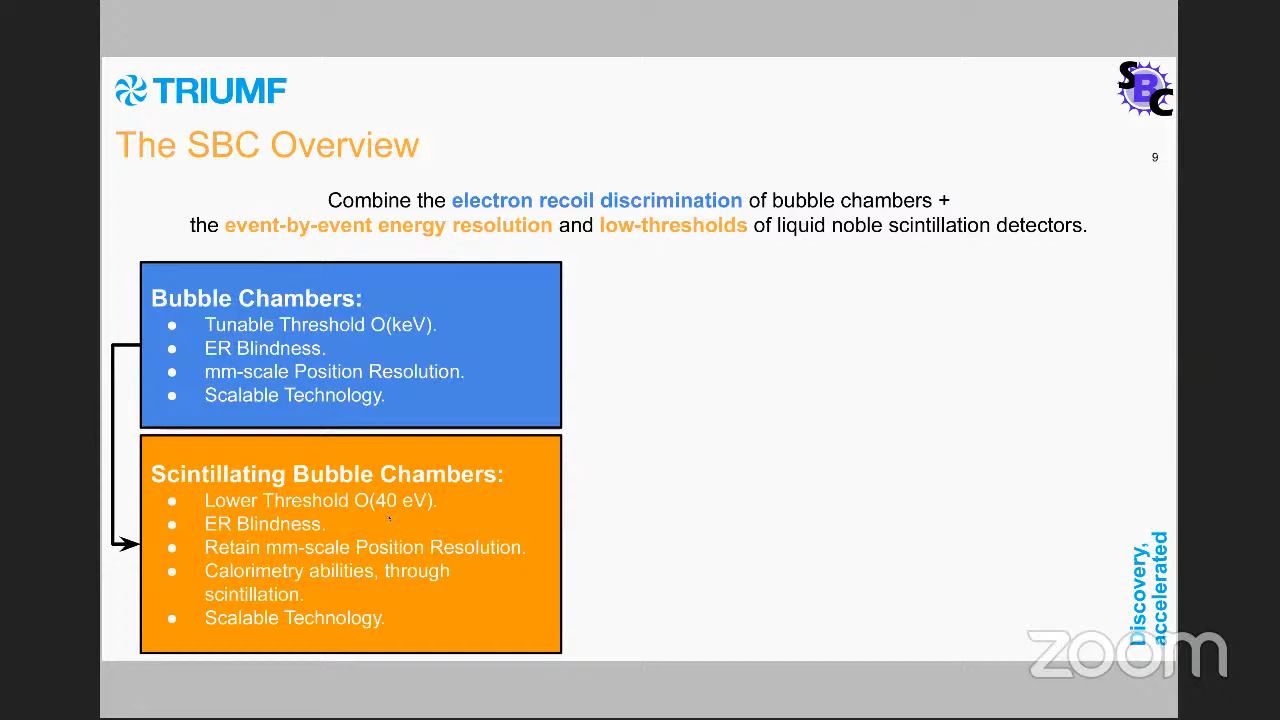 TRIUMF
SBC
The SBC Overview
9
Combine the electron recoil discrimination of bubble chambers +
the event-by-event energy resolution and low-thresholds of liquid noble scintillation detectors.
Bubble Chambers:
● Tunable Threshold O(keV).
● ER Blindness.
● mm-scale Position Resolution.
● Scalable Technology.
Scintillating Bubble Chambers:
● Lower Threshold O(40 eV).
● ER Blindness.
● Retain mm-scale Position Resolution.
● Calorimetry abilities, through
scintillation.
● Scalable Technology.
Discovery,
accelerated
zoom